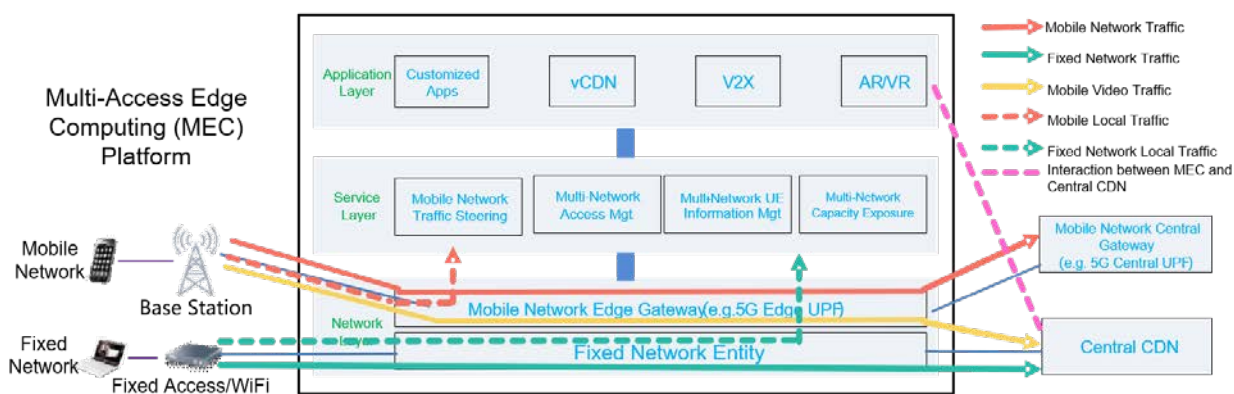 Multi-Access Edge
Computing (MEC)
Platform
Application
Layer
Customized
Apps
vCDN
V2X
AR/VR
Service
Layer
Mobile Network
Traffic Steering
Multi-Network
Access Mgt
Multi-Network UE
Information Mgt
Multi-Network
Capacity Exposure
Network
Layer
Mobile Network Edge Gateway(e.g.5G Edge UPF)
Fixed Network Entity
Mobile
Network
Base Station
Fixed
Network
Fixed Access/WiFi
Mobile Network Traffic
Fixed Network Traffic
Mobile Video Traffic
Mobile Local Traffic
Fixed Network Local Traffic
Interaction between MEC and
Central CDN
Mobile Network Central
Gateway
(e.g. 5G Central UPF)
Central CDN